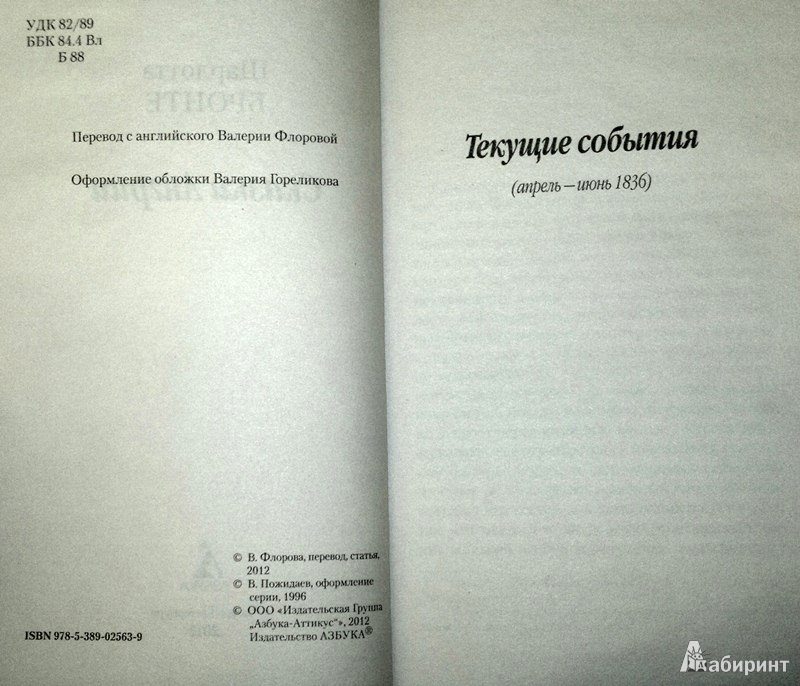 УДК 82/89
ББК 84.4 Вл
Б 88
Перевод с английского Валерии Флоровой
Оформление обложки Валерия Гореликова
© В. Флорова, перевод, статья,
2012
© В. Пожидаев, оформление
серии, 1996
© ООО «Издательская Группа
„Азбука-Аттикус“», 2012
Издательство АЗБУКА®
ISBN 978-5-389-02563-9
Текущие события
(апрель — июнь 1836)
Лабиринт